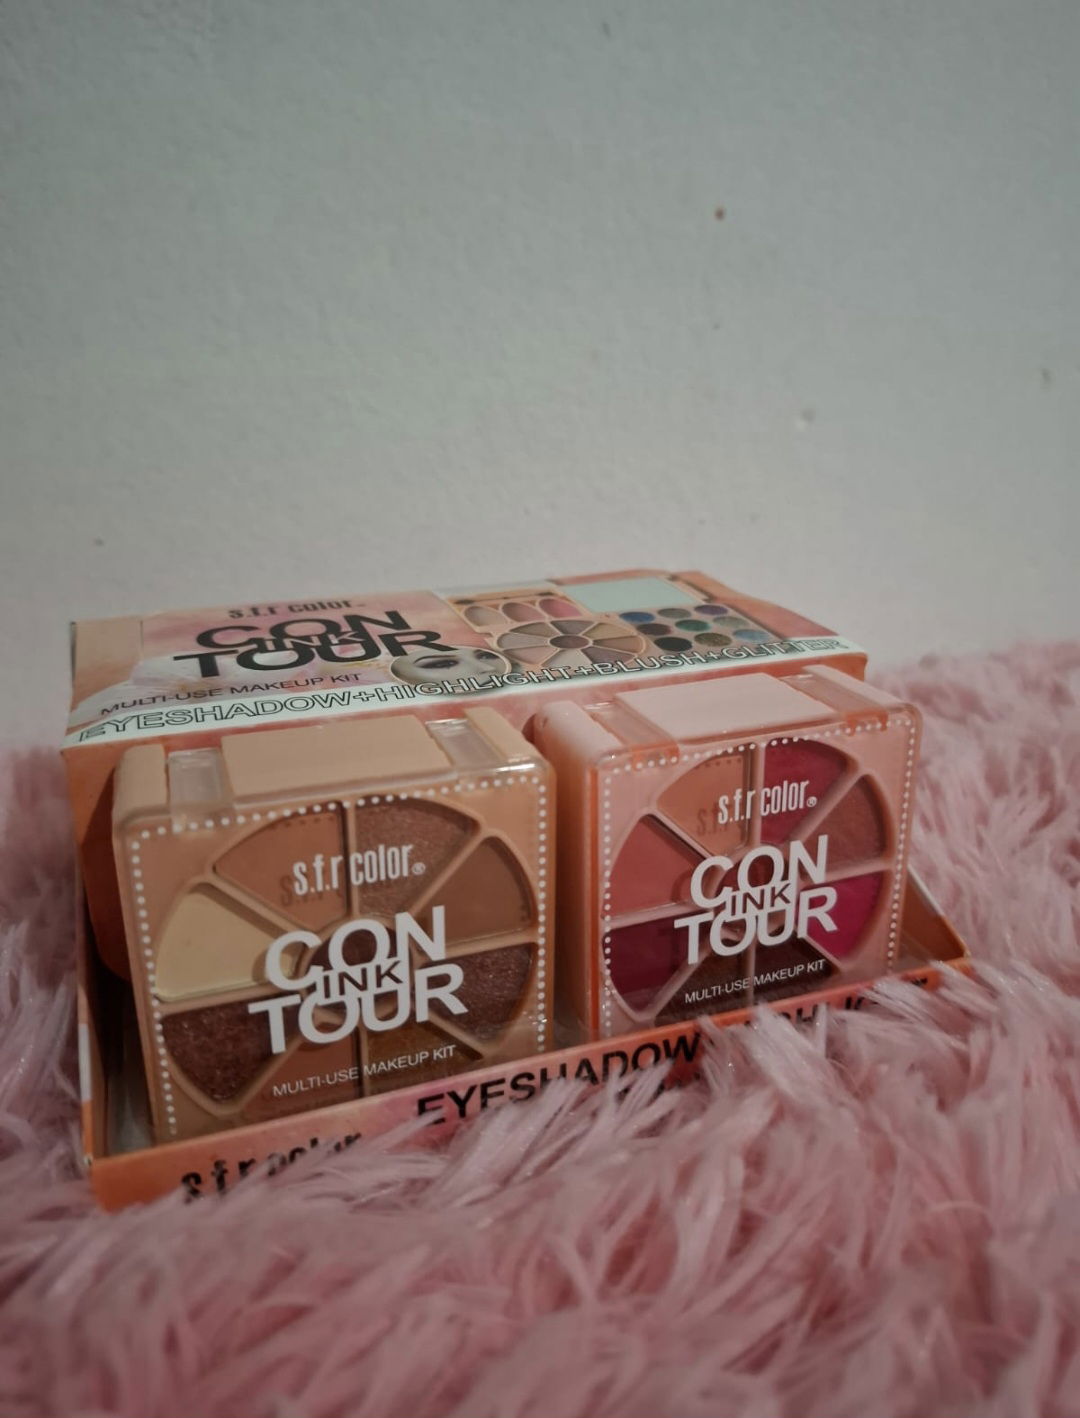 s.f.r color
CON
INK
TOUR
MULTI-USE MAKEUP KIT
EYESHADOW+HIGHLIGHT+BLUSH+GLITTER
s.f.r color®
CON
INK
TOUR
MULTI-USE MAKEUP KIT
s.f.r color®
CON
INK
TOUR
MULTI-USE MAKEUP KIT
EYESHADOW
s.f.r color